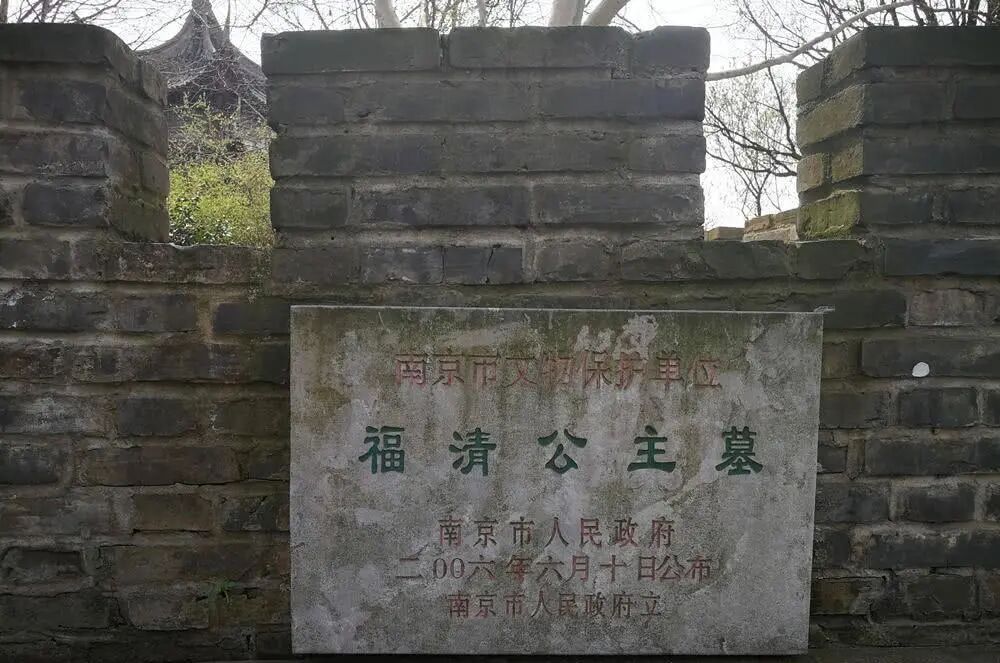 南京市文物保护单位
福清公主墓
南京市人民政府
二00六年六月十日公布
南京市人民政府立